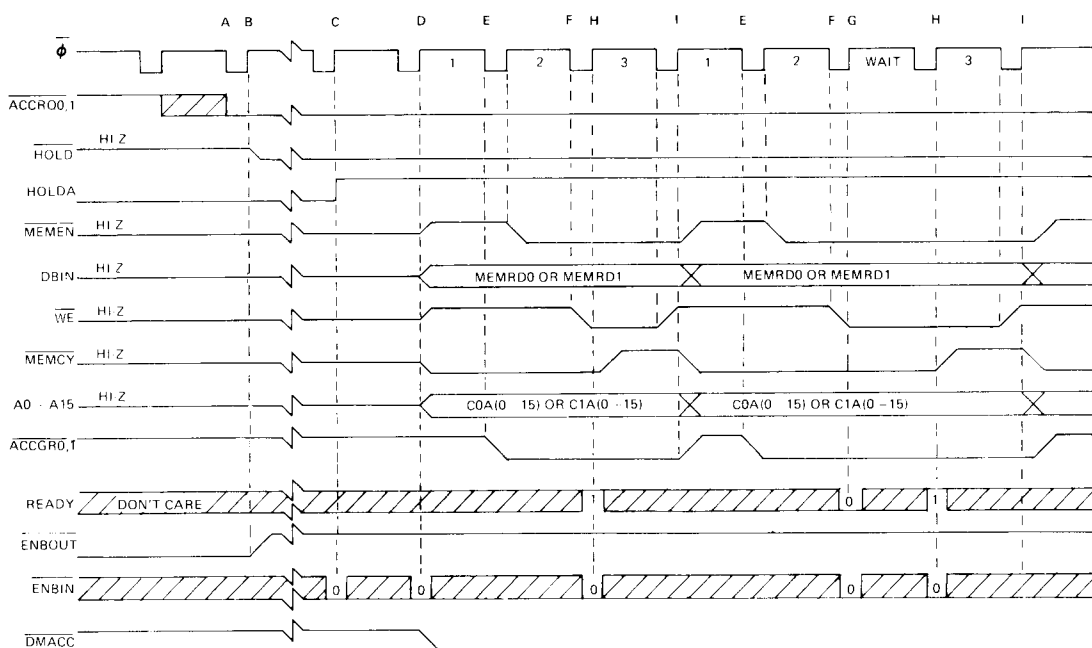 A B C D E F H I E F G H I
φ 1 2 3 1 2 WAIT 3
ACCRQ0,1
HI-Z
HOLD
HOLDA
MEMEN HI-Z
DBIN HI-Z MEMRD0 OR MEMRD1 MEMRD0 OR MEMRD1
WE HI-Z
MEMCY HI-Z
A0 - A15 HI-Z C0A(0 15) OR C1A(0 -15) C0A(0 15) OR C1A(0 -15)
ACCGR0,1
READY DON'T CARE 1 0 1
ENBOUT
ENBIN 0 0 0 0 0
DMACC